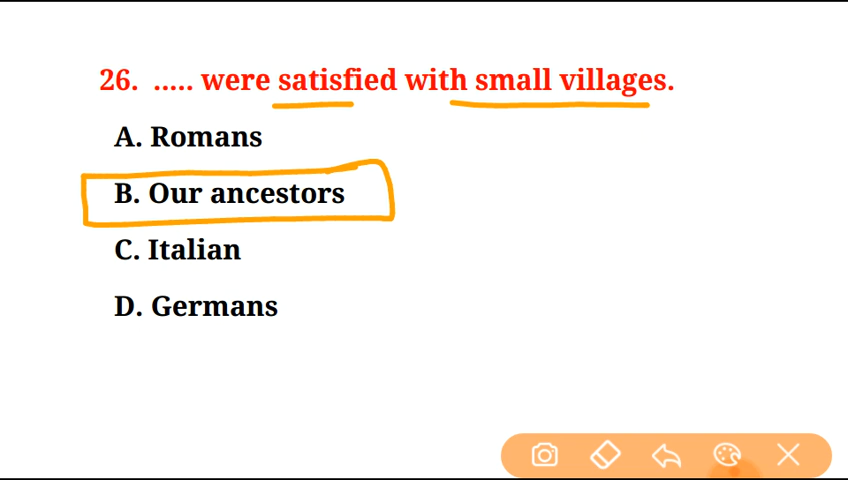 26. ..... were satisfied with small villages.
A. Romans
B. Our ancestors
C. Italian
D. Germans